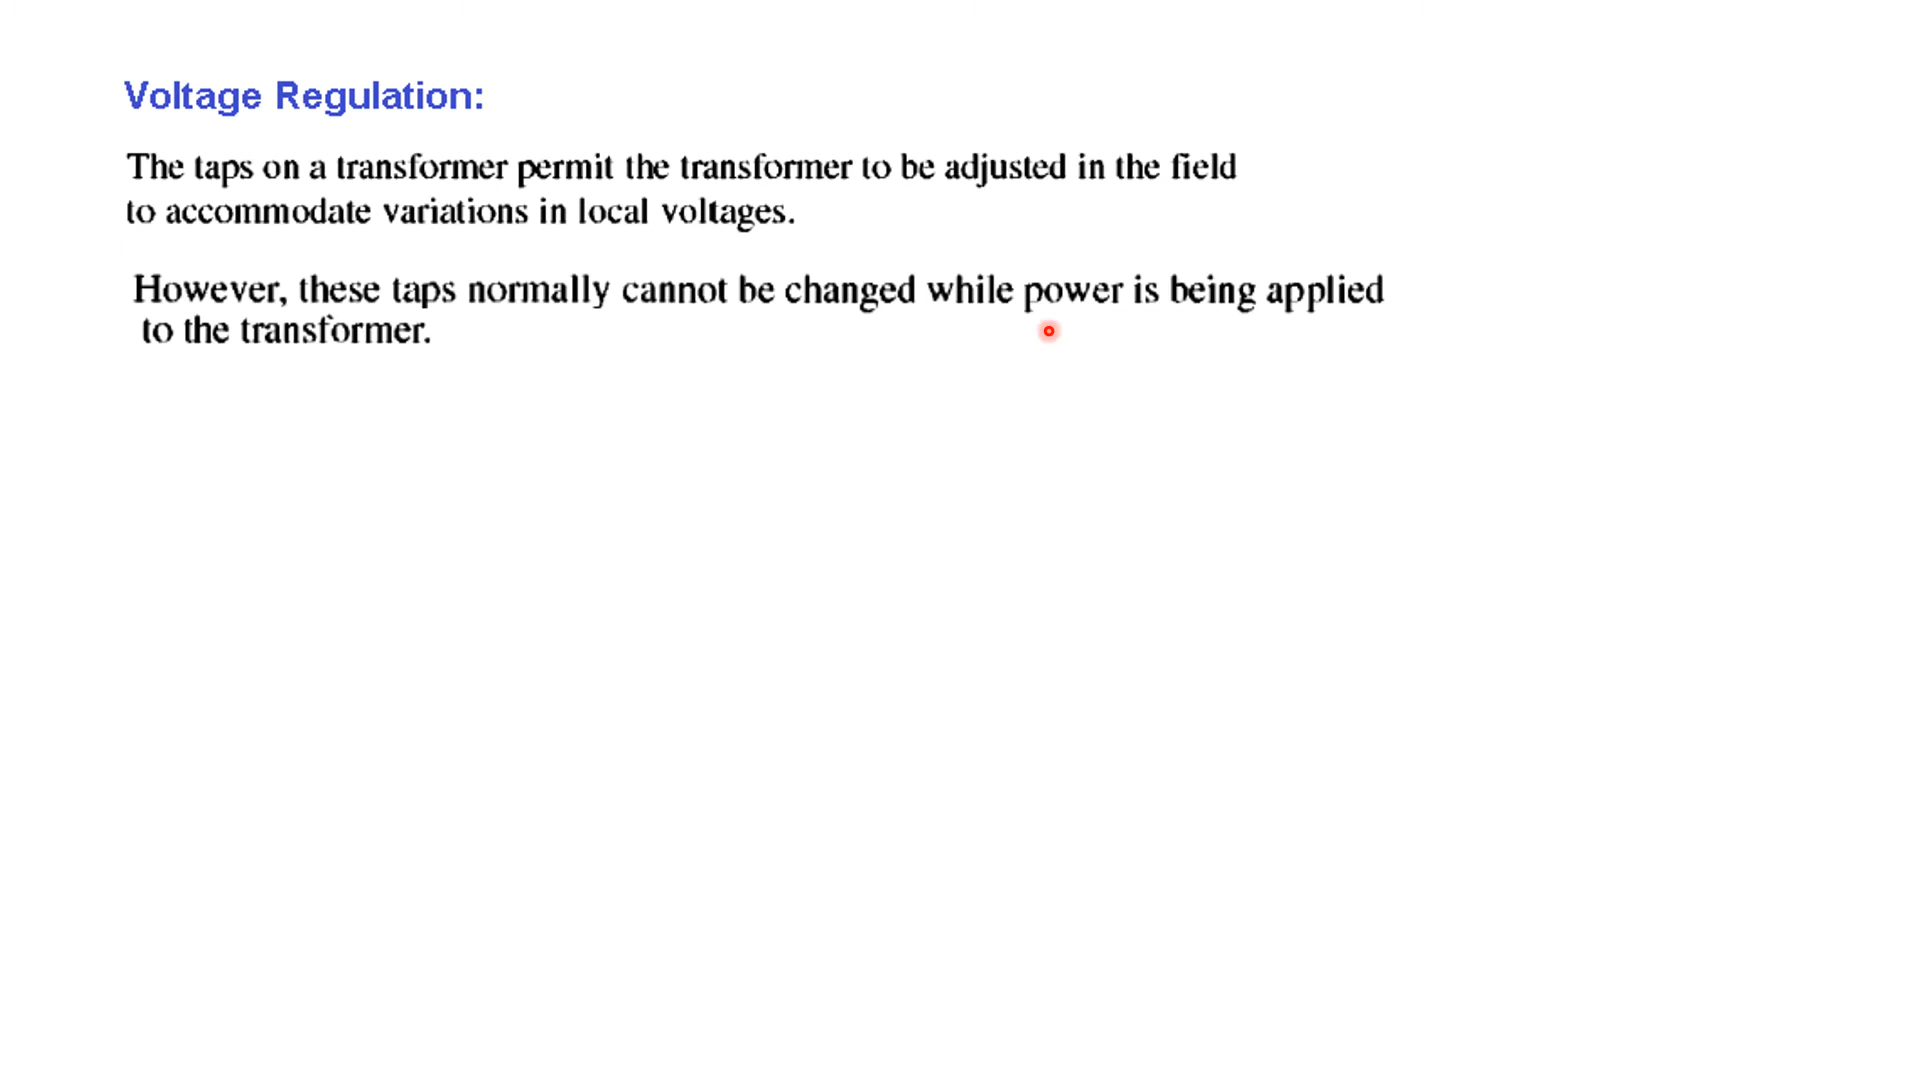 Voltage Regulation:
The taps on a transformer permit the transformer to be adjusted in the field
to accommodate variations in local voltages.
However, these taps normally cannot be changed while power is being applied
to the transformer.